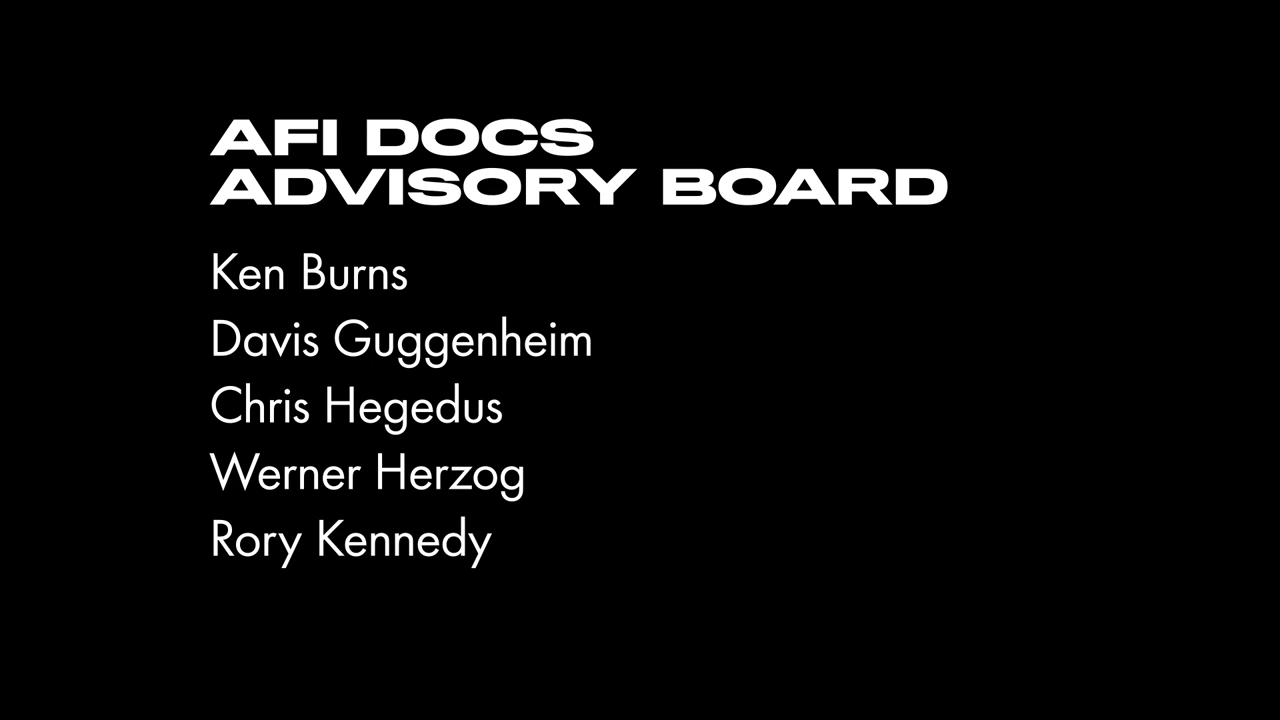 AFI DOCS
ADVISORY BOARD
Ken Burns
Davis Guggenheim
Chris Hegedus
Werner Herzog
Rory Kennedy